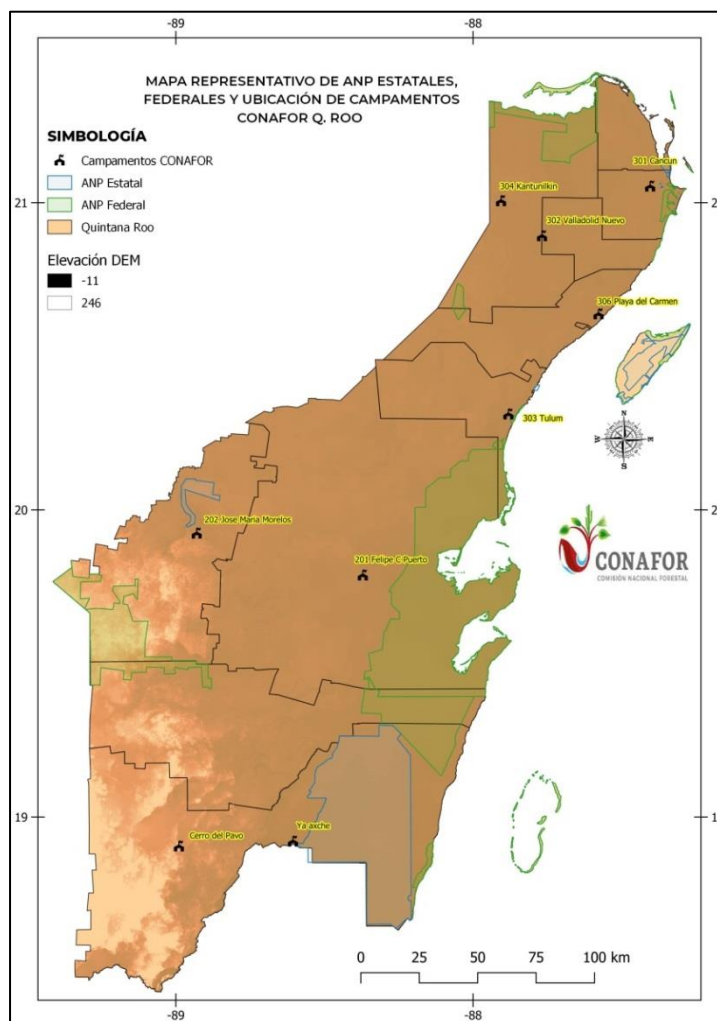 -89
-88
MAPA REPRESENTATIVO DE ANP ESTATALES,
FEDERALES Y UBICACIÓN DE CAMPAMENTOS
CONAFOR Q. ROO
SIMBOLOGÍA
Campamentos CONAFOR
ANP Estatal
ANP Federal
Quintana Roo
Elevación DEM
-11
246
301 Cancun
304 Kantunilkin
21
2
302 Valladolid Nuevo
306 Playa del Carmen
303 Tulum
N
W
E
S
20
2
202 Jose Maria Morelos
CONAFOR
COMISIÓN NACIONAL FORESTAL
201 Felipe C Puerto
19
1
Cerro del Pavo
Ya axche
0 25 50 75 100 km
-89
-88